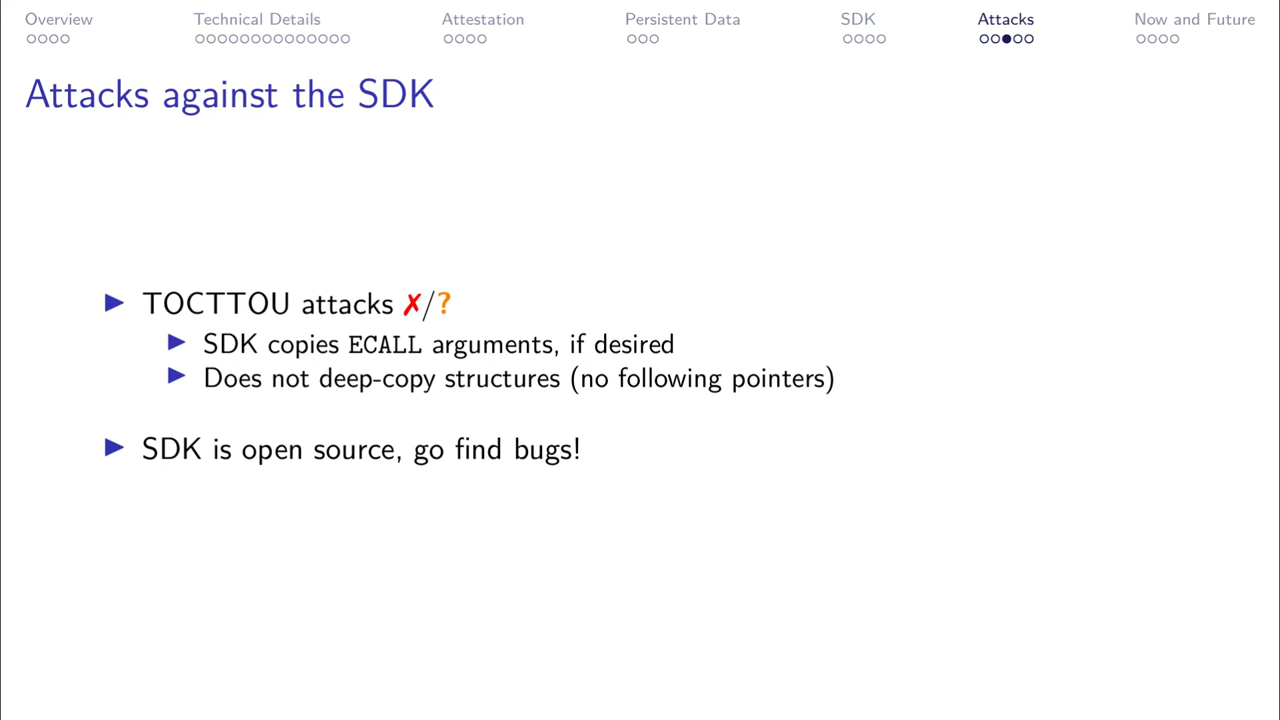 Overview Technical Details Attestation Persistent Data SDK Attacks Now and Future
Attacks against the SDK
▶ TOCTTOU attacks ✗/?
▶ SDK copies ECALL arguments, if desired
▶ Does not deep-copy structures (no following pointers)
▶ SDK is open source, go find bugs!